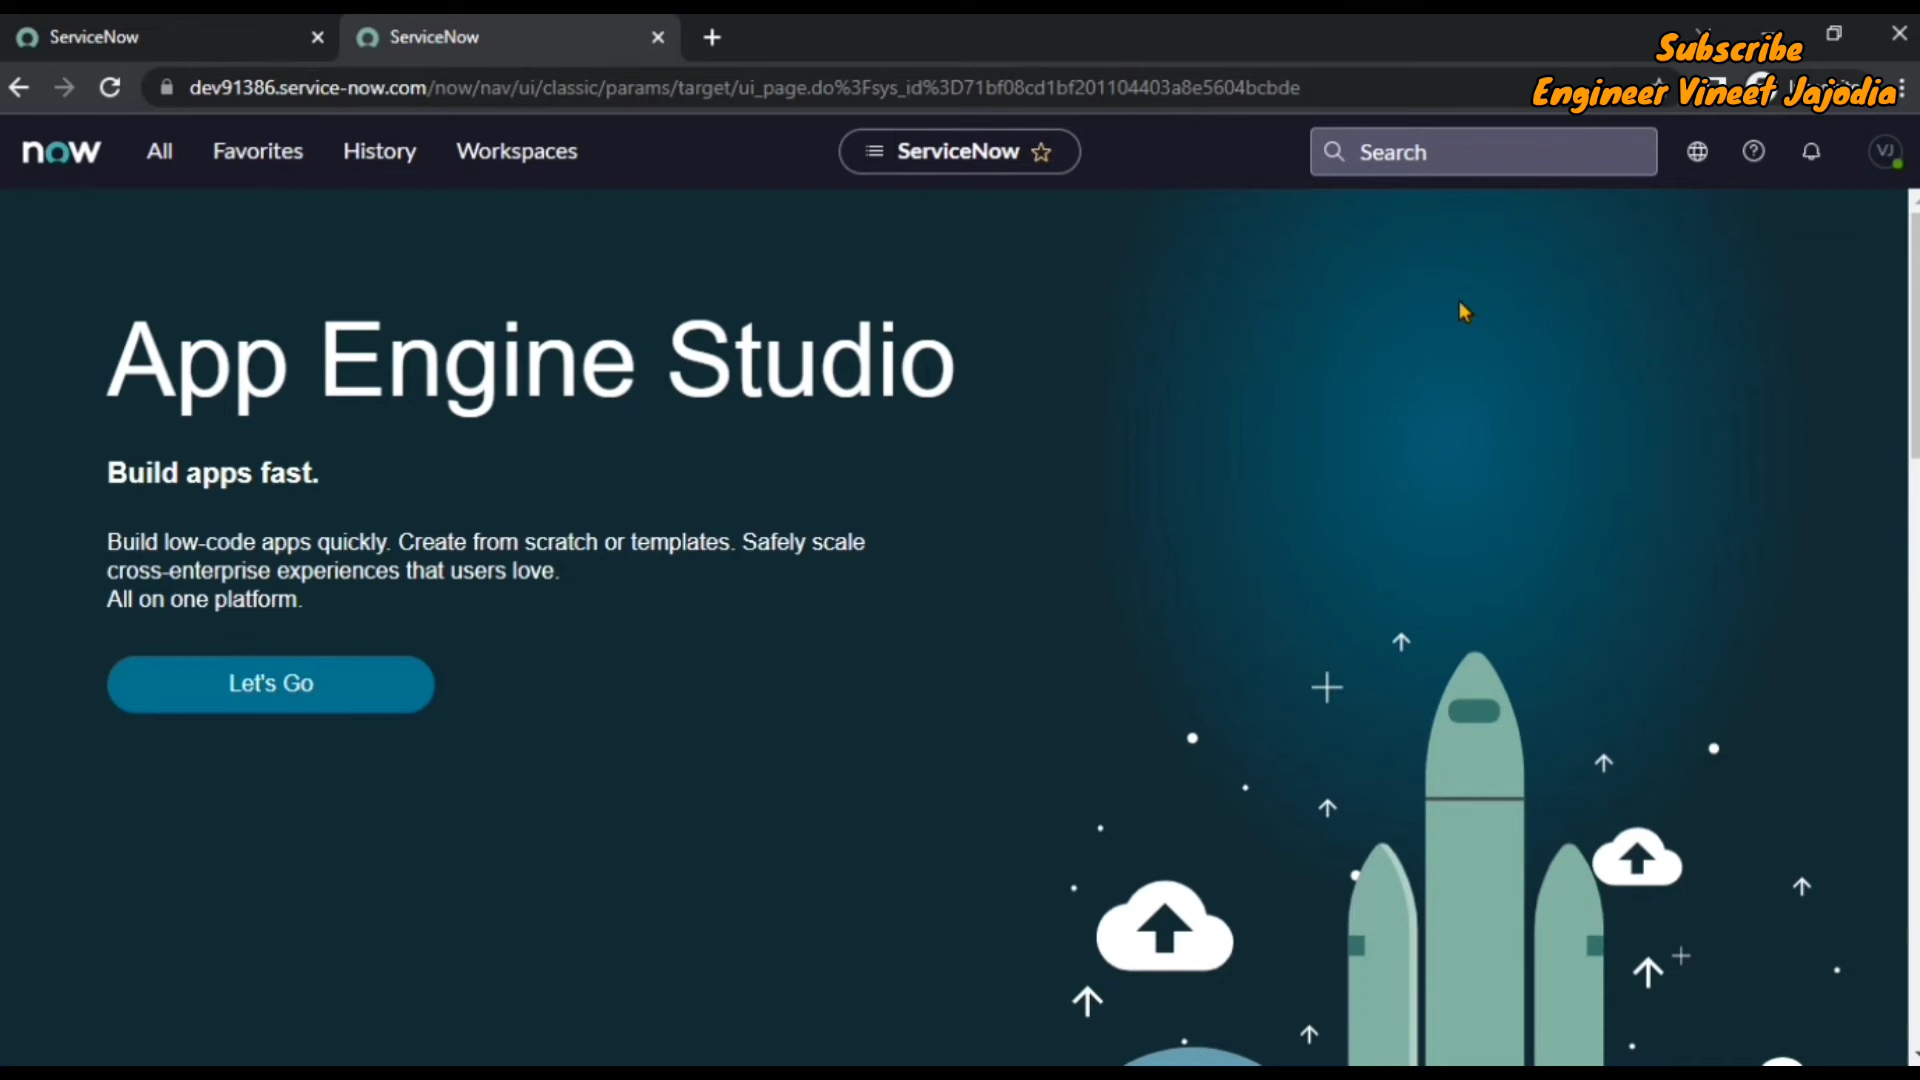 ServiceNow
ServiceNow
Subscribe
Engineer Vineet Jajodia
dev91386.service-now.com/now/nav/ui/classic/params/target/ui_page.do%3Fsys_id%3D71bf08cd1bf201104403a8e5604bcbde
now
All
Favorites
History
Workspaces
ServiceNow
Search
VJ
App Engine Studio
Build apps fast.
Build low-code apps quickly. Create from scratch or templates. Safely scale
cross-enterprise experiences that users love.
All on one platform.
Let's Go